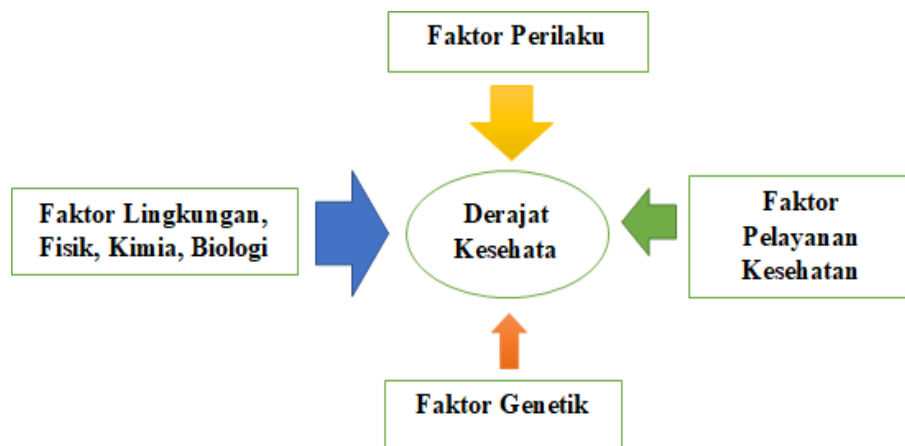 Faktor Perilaku
Faktor Lingkungan,
Fisik, Kimia, Biologi
Derajat
Kesehata
Faktor
Pelayanan
Kesehatan
Faktor Genetik